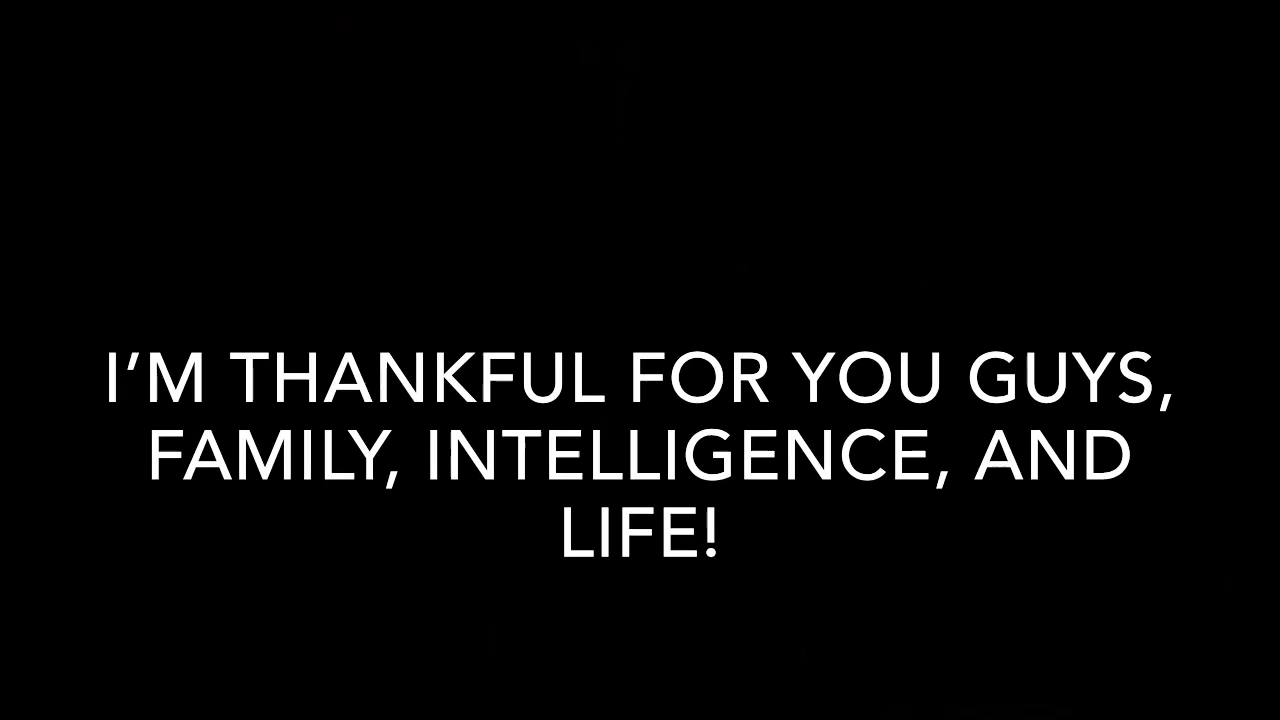 I’M THANKFUL FOR YOU GUYS,
FAMILY, INTELLIGENCE, AND
LIFE!